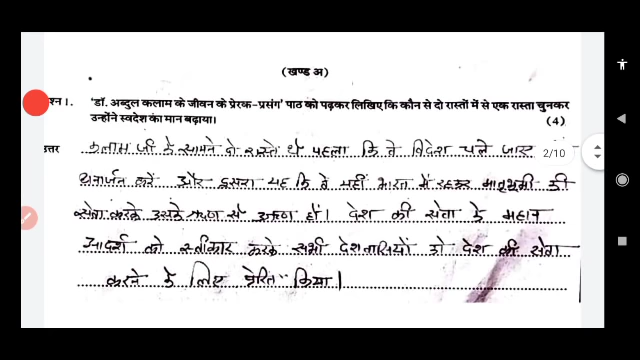 (खण्ड अ)
श्न 1. 'डॉ. अब्दुल कलाम के जीवन के प्रेरक-प्रसंग' पाठ को पढ़कर लिखिए कि कौन से दो रास्तों में से एक रास्ता चुनकर
उन्होंने स्वदेश का मान बढ़ाया। (4)
उत्तर कलाम जी के सामने दो रास्ते थे पहला कि वे विदेश चले जाए 2/10
धनार्जन करें और दूसरा यह कि वे यहीं भारत में रहकर मातृभूमी की
सेवा करके उसके ऋण से उऋण हों। देश की सेवा के महान
आदर्श को स्वीकार करके सभी देशवासियों को देश की सेवा
करने के लिए प्रेरित किया।